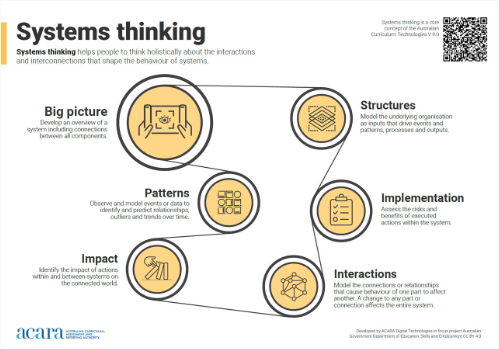 Systems thinking
Systems thinking helps people to think holistically about the interactions
and interconnections that shape the behaviour of systems.
Systems thinking is a core
concept of the Australian
Curriculum Technologies V 9.0
Big picture
Develop an overview of a
system including connections
between all components.
Structures
Model the underlying organisation
as inputs that drive events and
patterns, processes and outputs.
Patterns
Observe and model events or data to
identify and predict relationships,
outliers and trends over time.
Implementation
Assess the risks and
benefits of executed
actions within the system.
Impact
Identify the impact of actions
within and between systems on
the connected world.
Interactions
Model the connections or relationships
that cause behaviour of one part to affect
another. A change to any part or
connection affects the entire system.
acara
AUSTRALIAN CURRICULUM,
ASSESSMENT AND
REPORTING AUTHORITY
Developed by ACARA Digital Technologies in focus project Australian
Government Department of Education, Skills and Employment CC BY 4.0